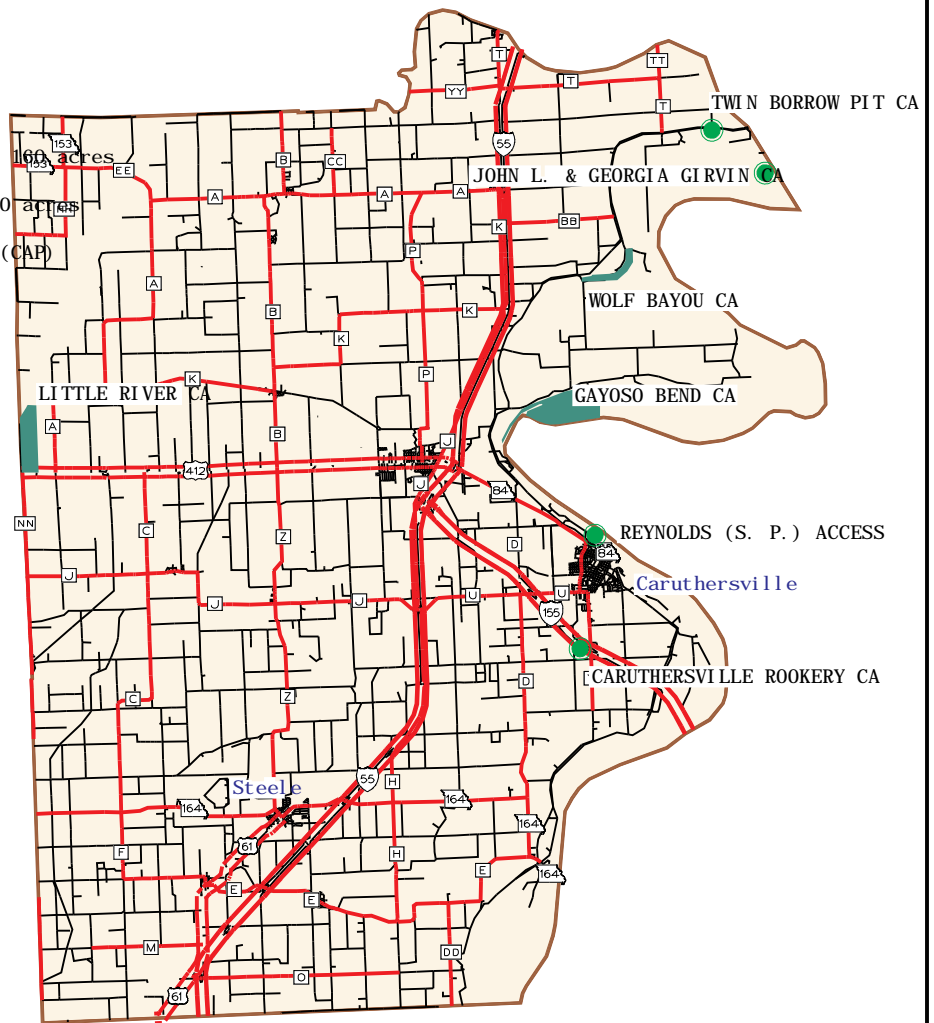 T
TT
T
YY
T
TWIN BORROW PIT CA
153
55
160 acres
153
EE
B
CC
JOHN L. & GEORGIA GIRVIN CA
A
A
A
0 acres
K
BB
(CAP)
P
A
WOLF BAYOU CA
B
K
K
P
K
LITTLE RIVER CA
GAYOSO BEND CA
A
B
J
412
J
84
NN
C
Z
D
REYNOLDS (S. P.) ACCESS
84
J
Caruthersville
J
J
U
U
155
CARUTHERSVILLE ROOKERY CA
D
C
Z
55
H
Steele
164
164
164
61
F
H
E
164
E
E
M
DD
O
61